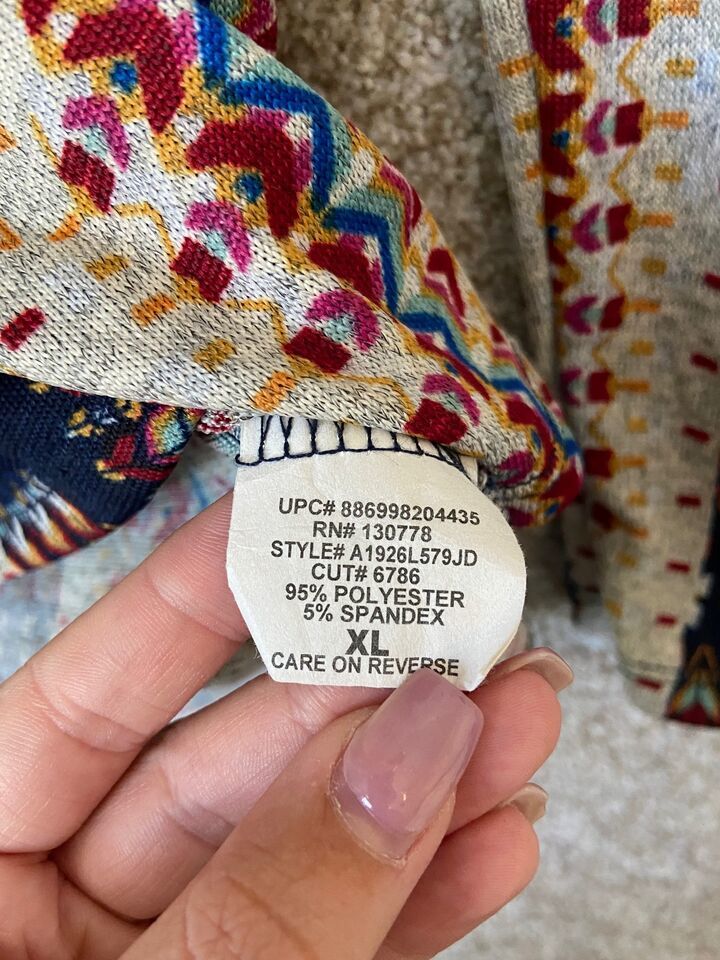 UPC# 886998204435
RN# 130778
STYLE# A1926L579JD
CUT# 6786
95% POLYESTER
5% SPANDEX
XL
CARE ON REVERSE